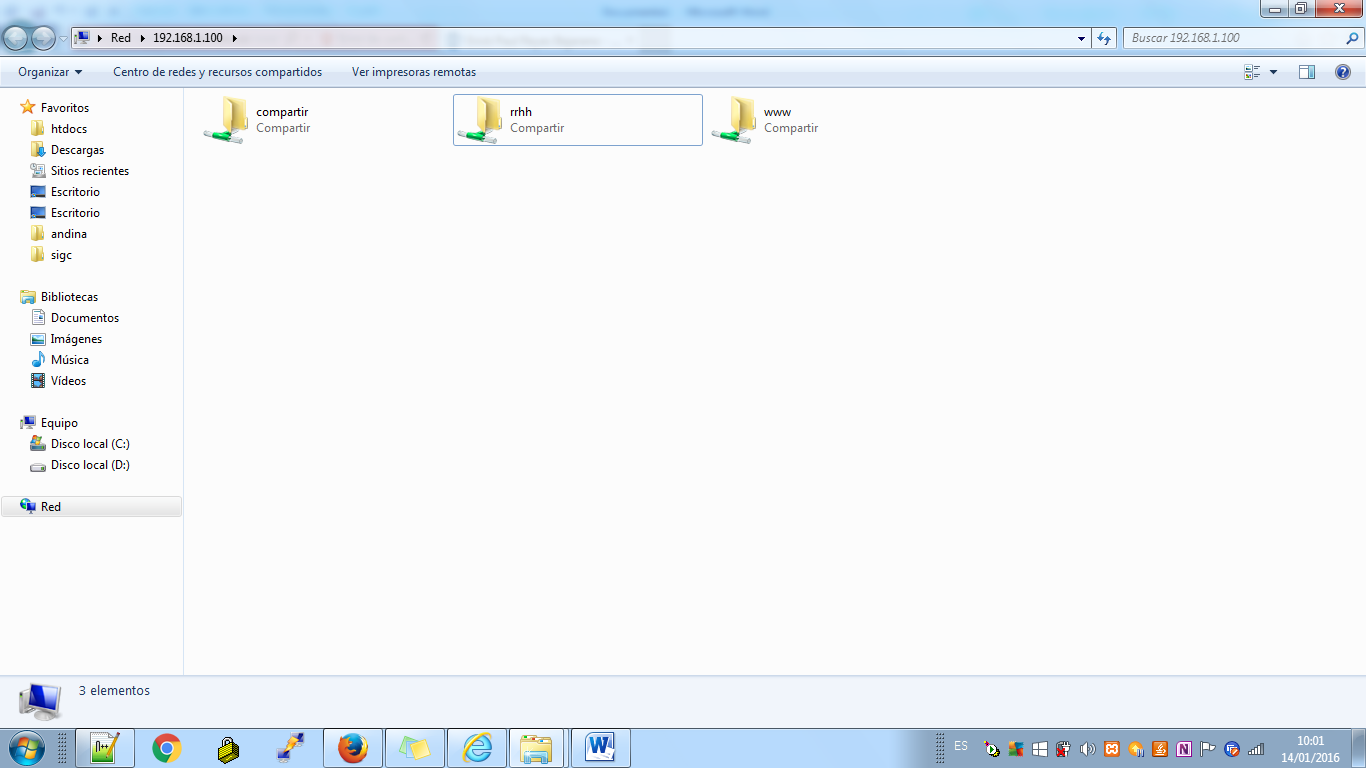 Red 192.168.1.100
Buscar 192.168.1.100
Organizar Centro de redes y recursos compartidos Ver impresoras remotas
Favoritos
htdocs
Descargas
Sitios recientes
Escritorio
Escritorio
andina
sigc
Bibliotecas
Documentos
Imágenes
Música
Vídeos
Equipo
Disco local (C:)
Disco local (D:)
Red
compartir
Compartir
rrhh
Compartir
www
Compartir
3 elementos
ES
10:01
14/01/2016